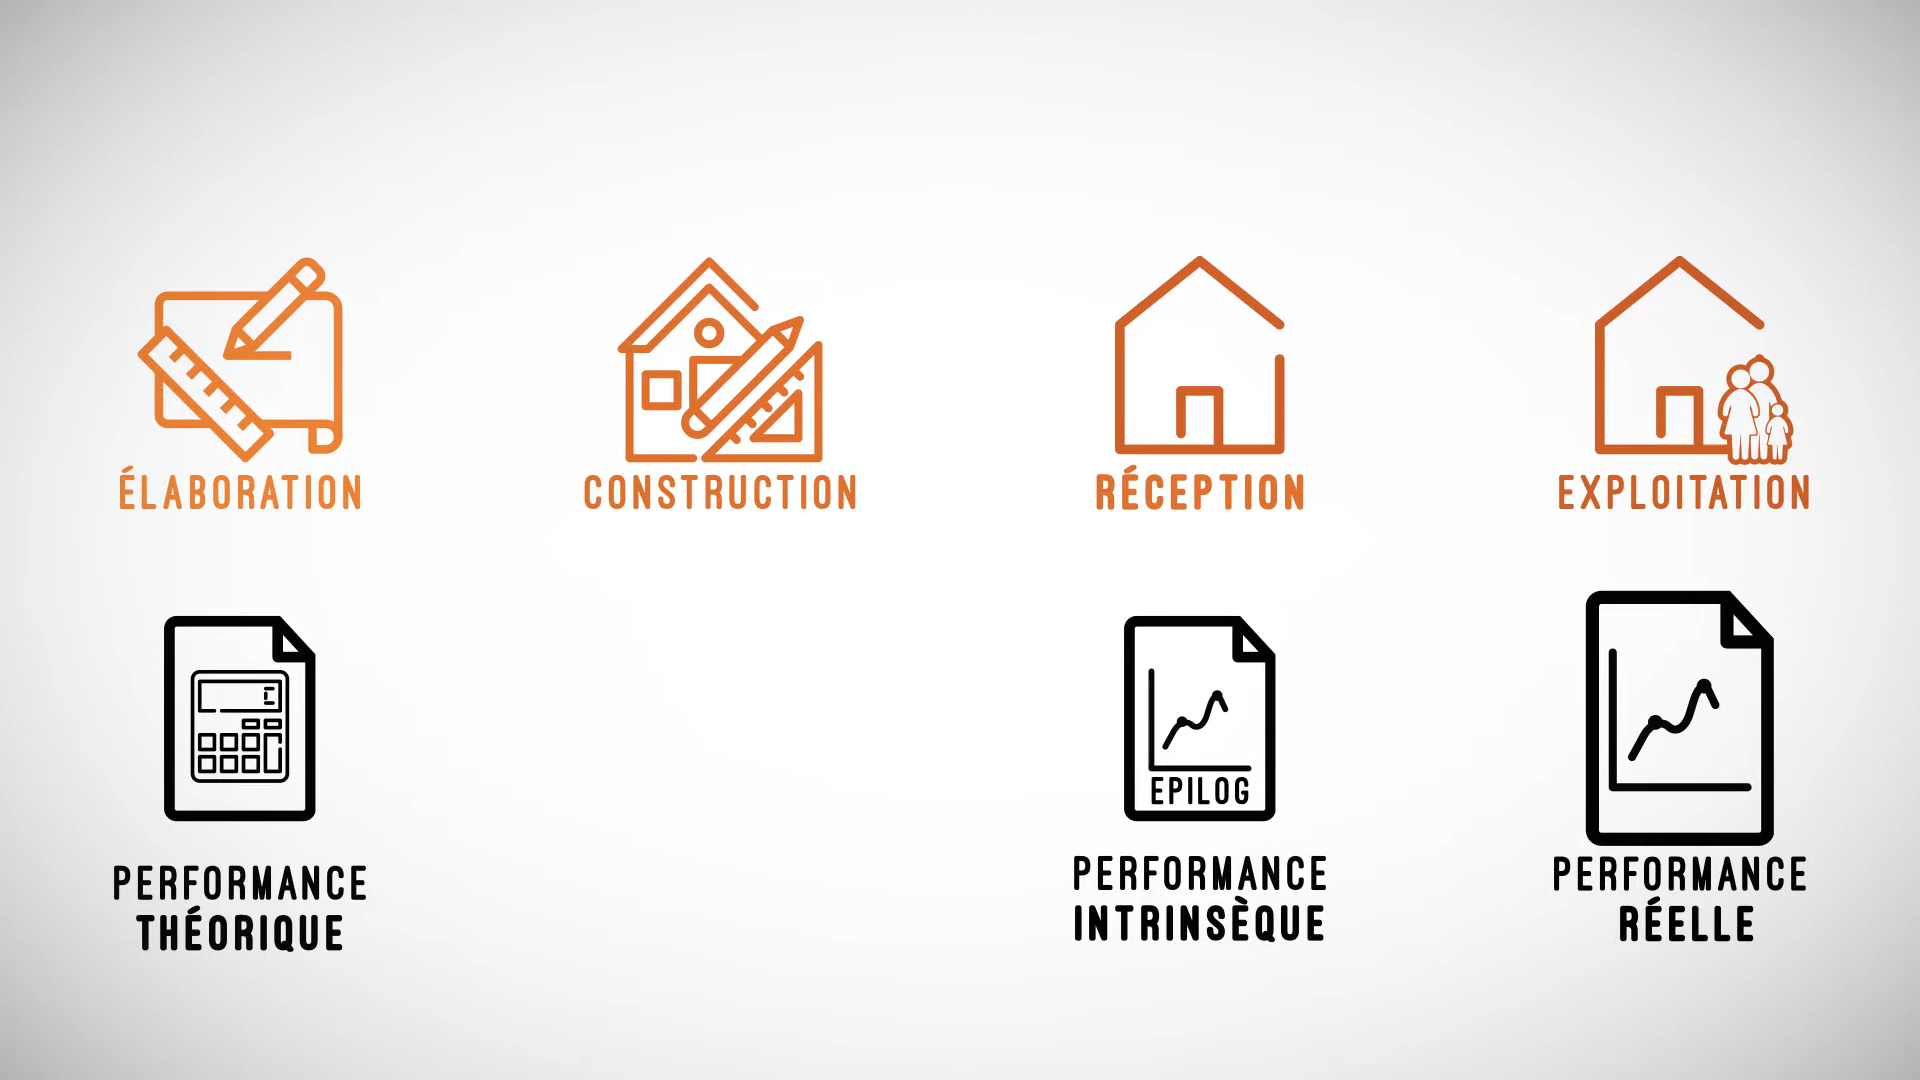 ÉLABORATION
CONSTRUCTION
RÉCEPTION
EXPLOITATION
EPILOG
PERFORMANCE
THÉORIQUE
PERFORMANCE
INTRINSÈQUE
PERFORMANCE
RÉELLE